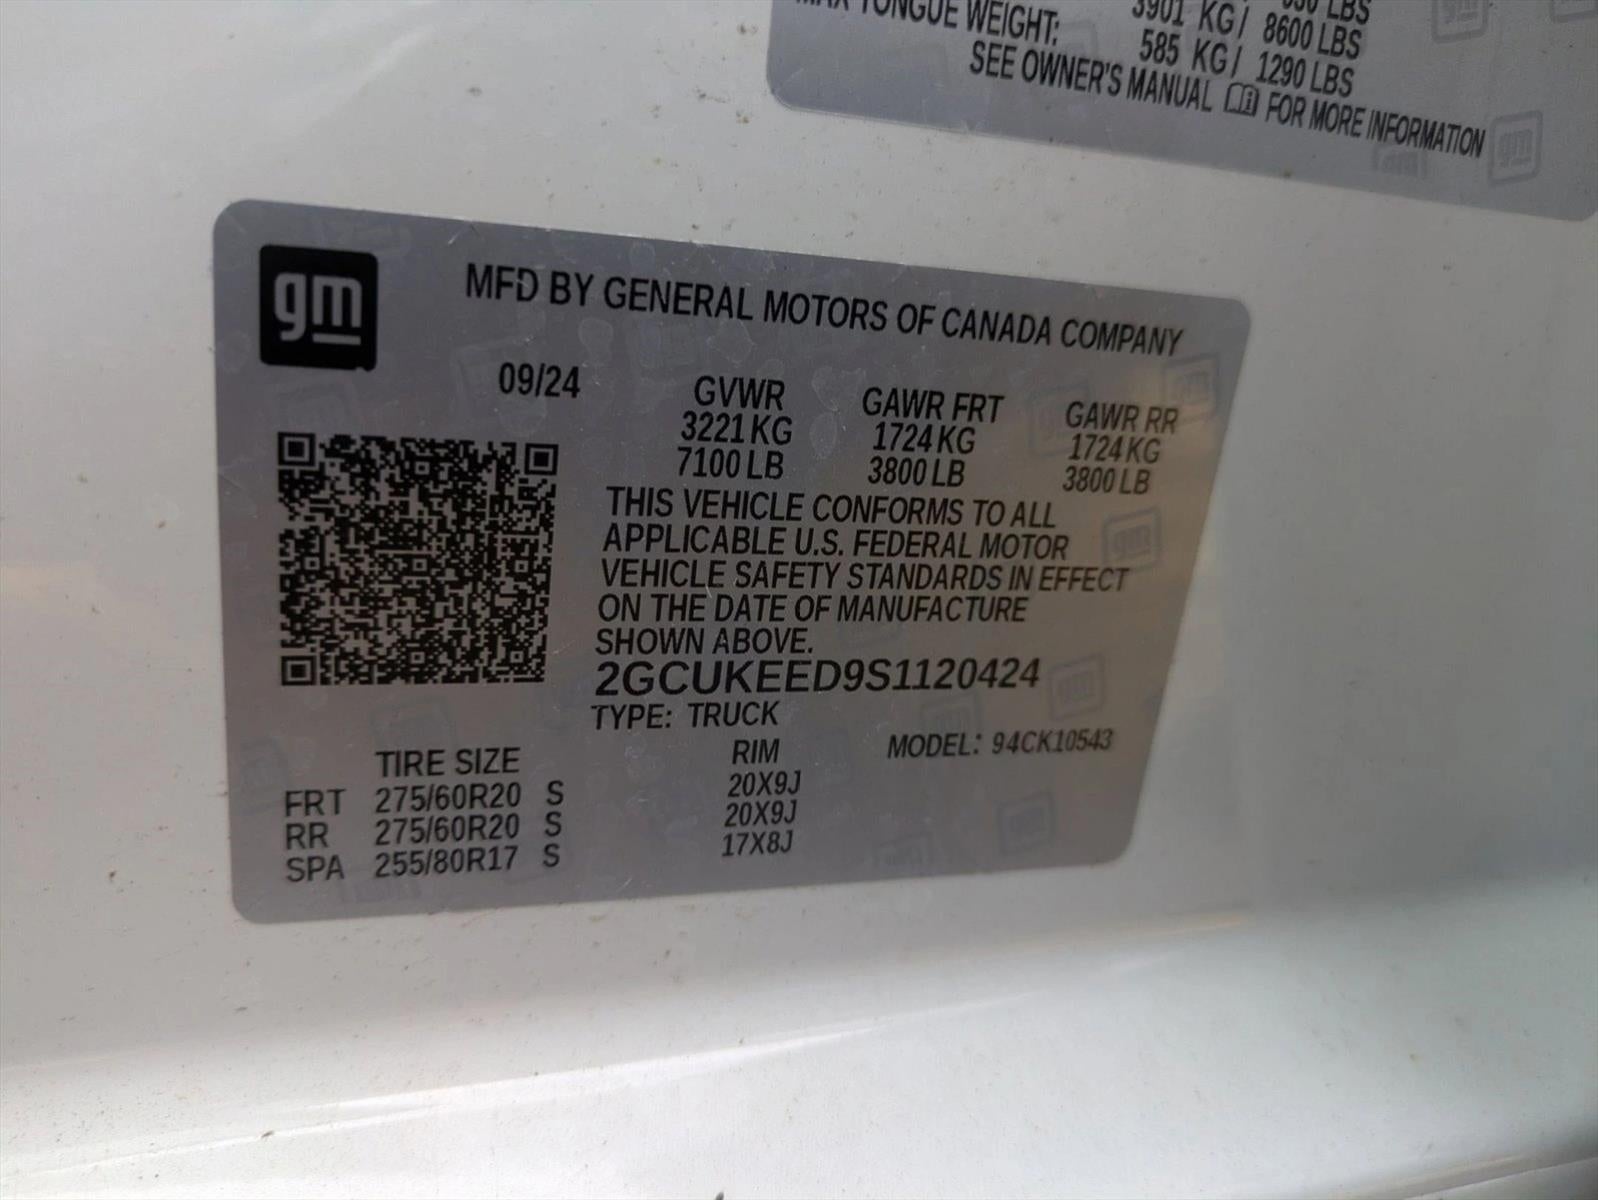 TONGUE WEIGHT:
3901 KG/ 8600 LBS
585 KG/ 1290 LBS
SEE OWNER'S MANUAL FOR MORE INFORMATION
gm
MFD BY GENERAL MOTORS OF CANADA COMPANY
09/24
GVWR GAWR FRT GAWR RR
3221 KG 1724 KG 1724 KG
7100 LB 3800 LB 3800 LB
THIS VEHICLE CONFORMS TO ALL
APPLICABLE U.S. FEDERAL MOTOR
VEHICLE SAFETY STANDARDS IN EFFECT
ON THE DATE OF MANUFACTURE
SHOWN ABOVE.
2GCUKEED9S1120424
TYPE: TRUCK
MODEL: 94CK10543
TIRE SIZE RIM
FRT 275/60R20 S 20X9J
RR 275/60R20 S 20X9J
SPA 255/80R17 S 17X8J